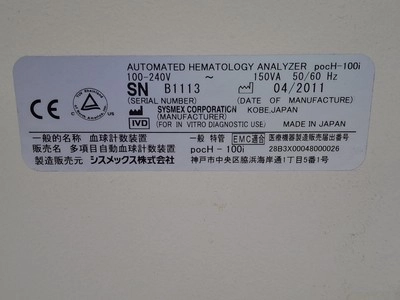 AUTOMATED HEMATOLOGY ANALYZER pocH-100i
100-240V ~ 150VA 50/60 Hz
SN B1113 04/2011
(SERIAL NUMBER) SYSMEX CORPORATION KOBE,JAPAN
(MANUFACTURER)
IVD (FOR IN VITRO DIAGNOSTIC USE) MADE IN JAPAN
CE
一般的名称 血球計数装置 一般 特管 EMC適合 医療機器製造販売届出番号
販売名 多項目自動血球計数装置 pocH-100i 28B3X00048000026
製造販売元 シスメックス株式会社 神戸市中央区脇浜海岸通1丁目5番1号